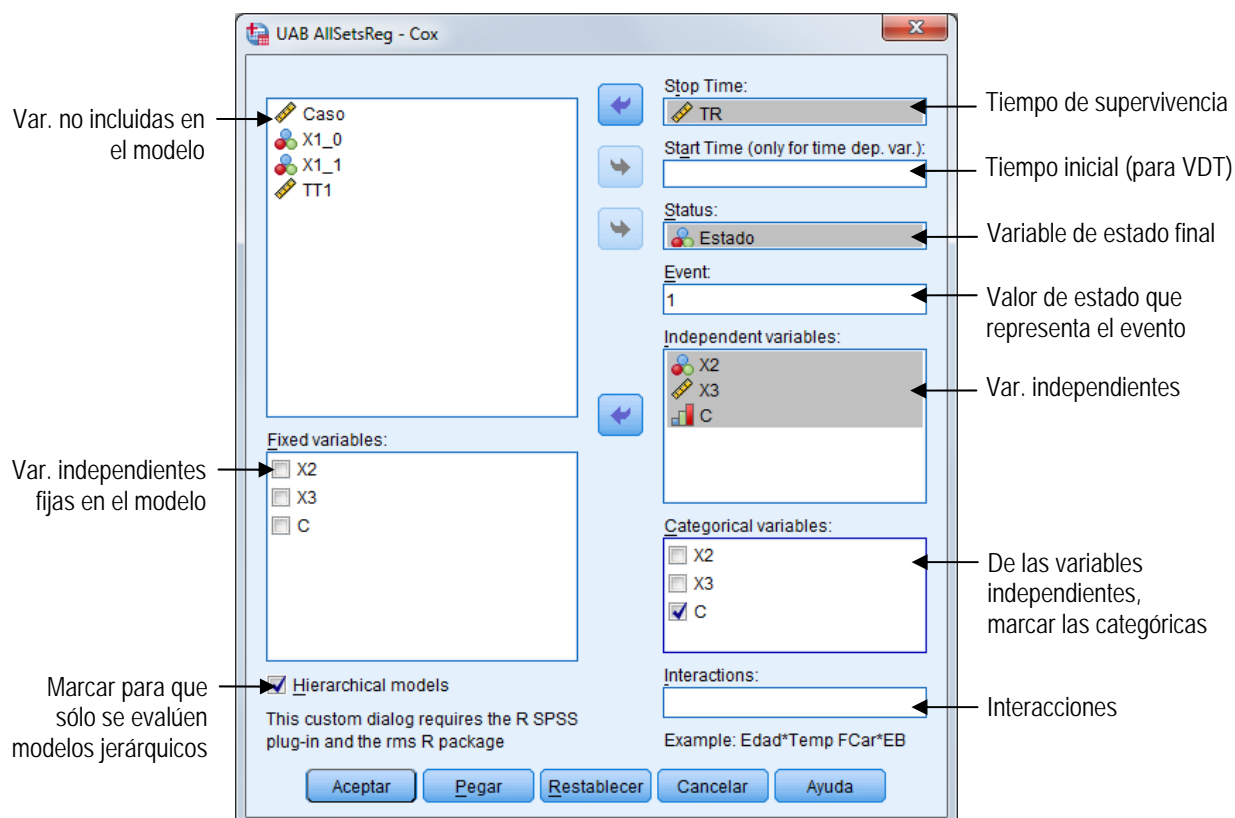 UAB AllSetsReg - Cox
Var. no incluidas en
el modelo
Caso
X1_0
X1_1
TT1
Stop Time:
TR
Tiempo de supervivencia
Start Time (only for time dep. var.):
Tiempo inicial (para VDT)
Status:
Estado
Variable de estado final
Event:
1
Valor de estado que
representa el evento
Independent variables:
X2
X3
C
Var. independientes
Fixed variables:
X2
X3
C
Var. independientes
fijas en el modelo
Categorical variables:
X2
X3
C
De las variables
independientes,
marcar las categóricas
Hierarchical models
Marcar para que
sólo se evalúen
modelos jerárquicos
This custom dialog requires the R SPSS
plug-in and the rms R package
Interactions:
Interacciones
Example: Edad*Temp FCar*EB
Aceptar
Pegar
Restablecer
Cancelar
Ayuda